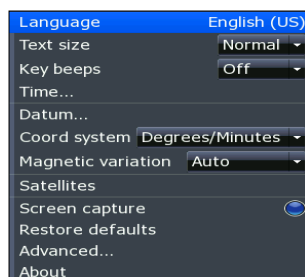 Language English (US)
Text size Normal
Key beeps Off
Time...
Datum...
Coord system Degrees/Minutes
Magnetic variation Auto
Satellites
Screen capture
Restore defaults
Advanced...
About